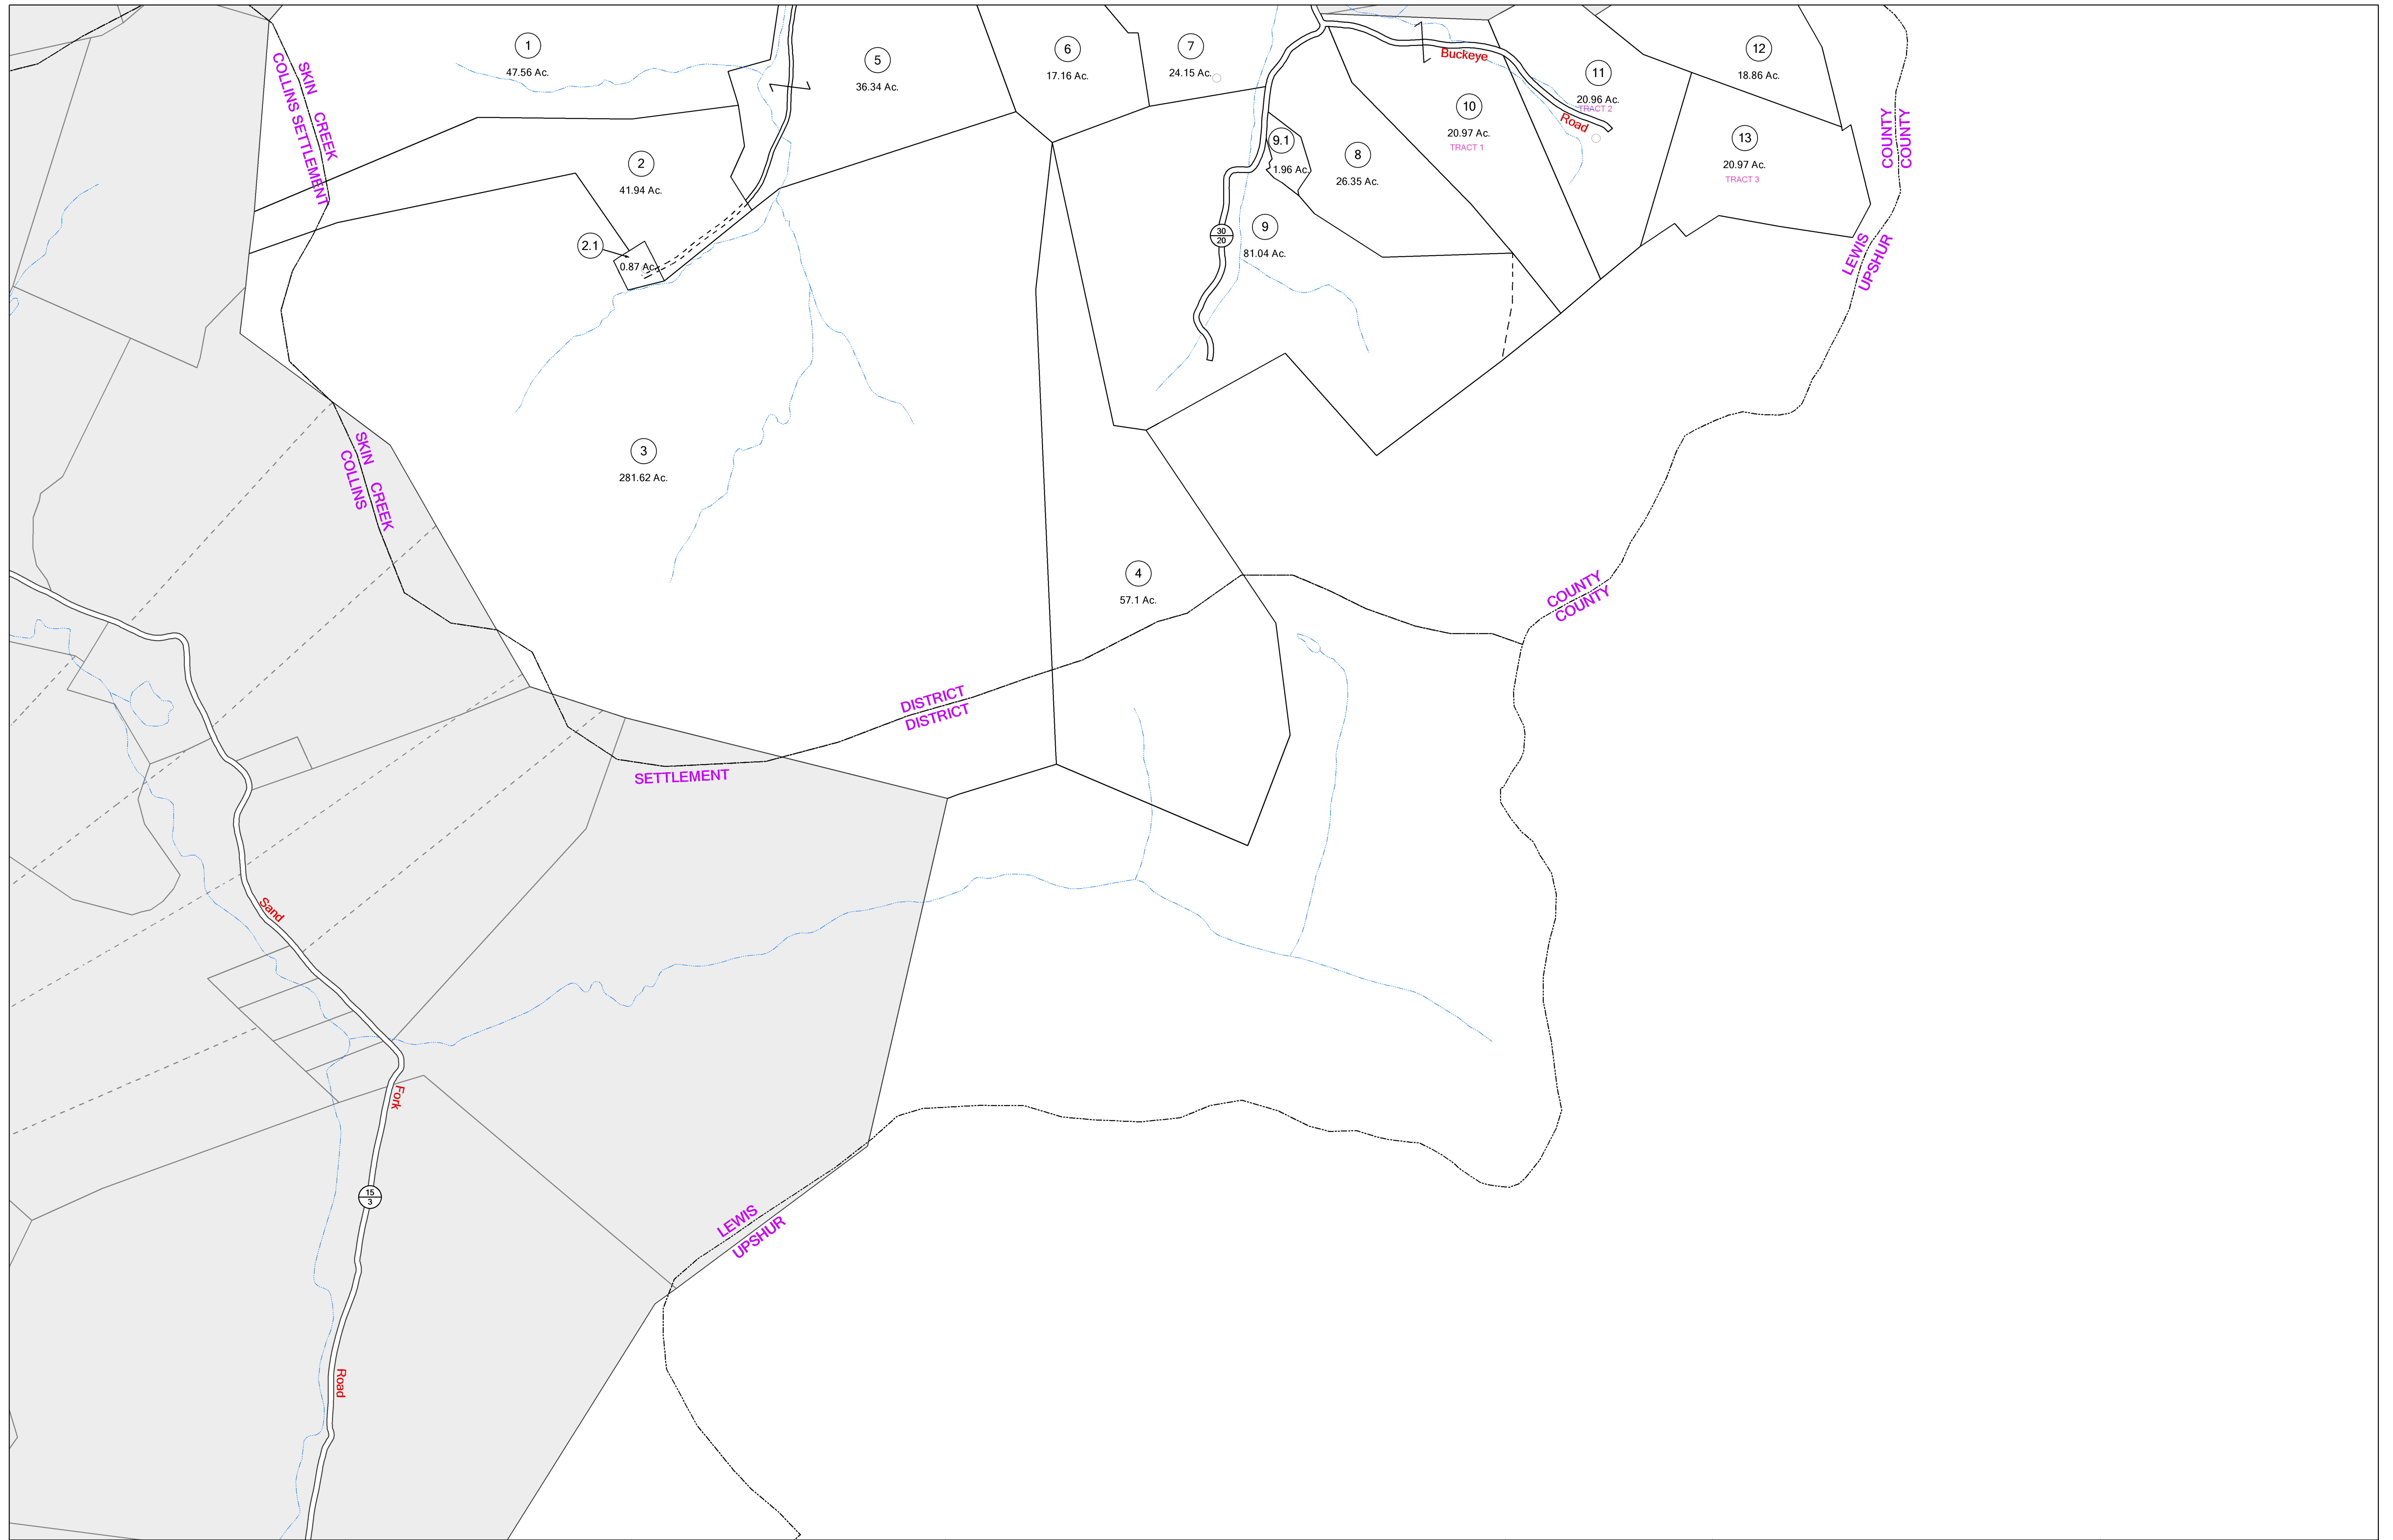 1
47.56 Ac.
5
36.34 Ac.
6
17.16 Ac.
7
24.15 Ac.
Buckeye
Road
11
20.96 Ac.
TRACT 2
12
18.86 Ac.
SKIN CREEK
COLLINS SETTLEMENT
2
41.94 Ac.
2.1
0.87 Ac.
9.1
1.96 Ac.
8
26.35 Ac.
10
20.97 Ac.
TRACT 1
13
20.97 Ac.
TRACT 3
COUNTY
COUNTY
30
20
9
81.04 Ac.
LEWIS
UPSHUR
SKIN CREEK
COLLINS
3
281.62 Ac.
4
57.1 Ac.
COUNTY
COUNTY
DISTRICT
DISTRICT
SETTLEMENT
Sand
Fork
15
3
Road
LEWIS
UPSHUR